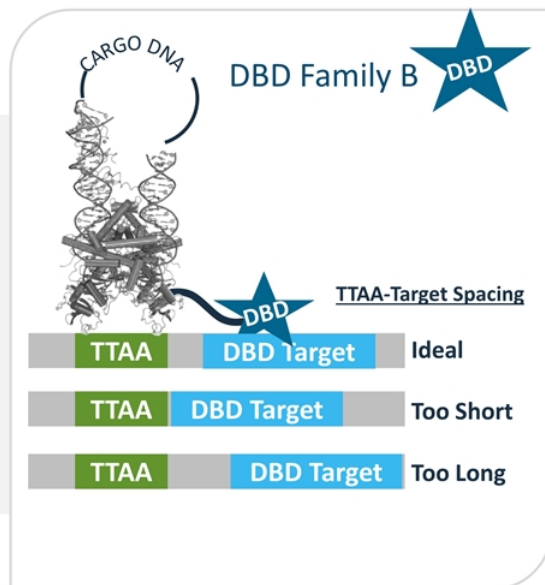 CARGO DNA
DBD Family B
DBD
TTAA-Target Spacing
DBD
TTAA DBD Target Ideal
TTAA DBD Target Too Short
TTAA DBD Target Too Long